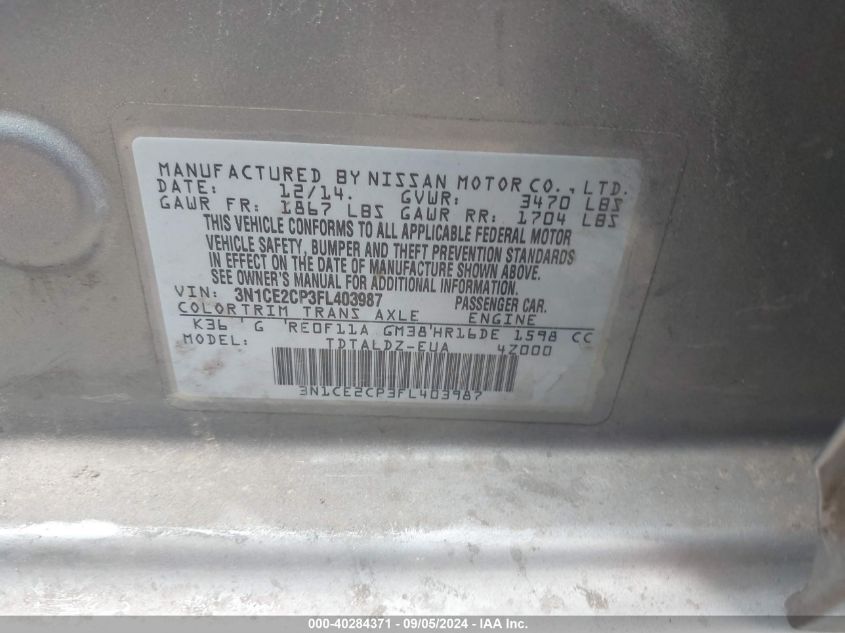 MANUFACTURED BY NISSAN MOTOR CO., LTD.
DATE: 12/14. GVWR: 3470 LBS
GAWR FR: 1867 LBS GAWR RR: 1704 LBS
THIS VEHICLE CONFORMS TO ALL APPLICABLE FEDERAL MOTOR
VEHICLE SAFETY, BUMPER AND THEFT PREVENTION STANDARDS
IN EFFECT ON THE DATE OF MANUFACTURE SHOWN ABOVE.
SEE OWNER'S MANUAL FOR ADDITIONAL INFORMATION.
VIN: 3N1CE2CP3FL403987 PASSENGER CAR.
COLOR TRIM TRANS AXLE ENGINE
K36 ' G 'RE0F11A GM38'HR16DE 1598 CC
MODEL: TDTALDZ-EUA 4Z000
3N1CE2CP3FL403987
000-40284371 - 09/05/2024 - IAA Inc.